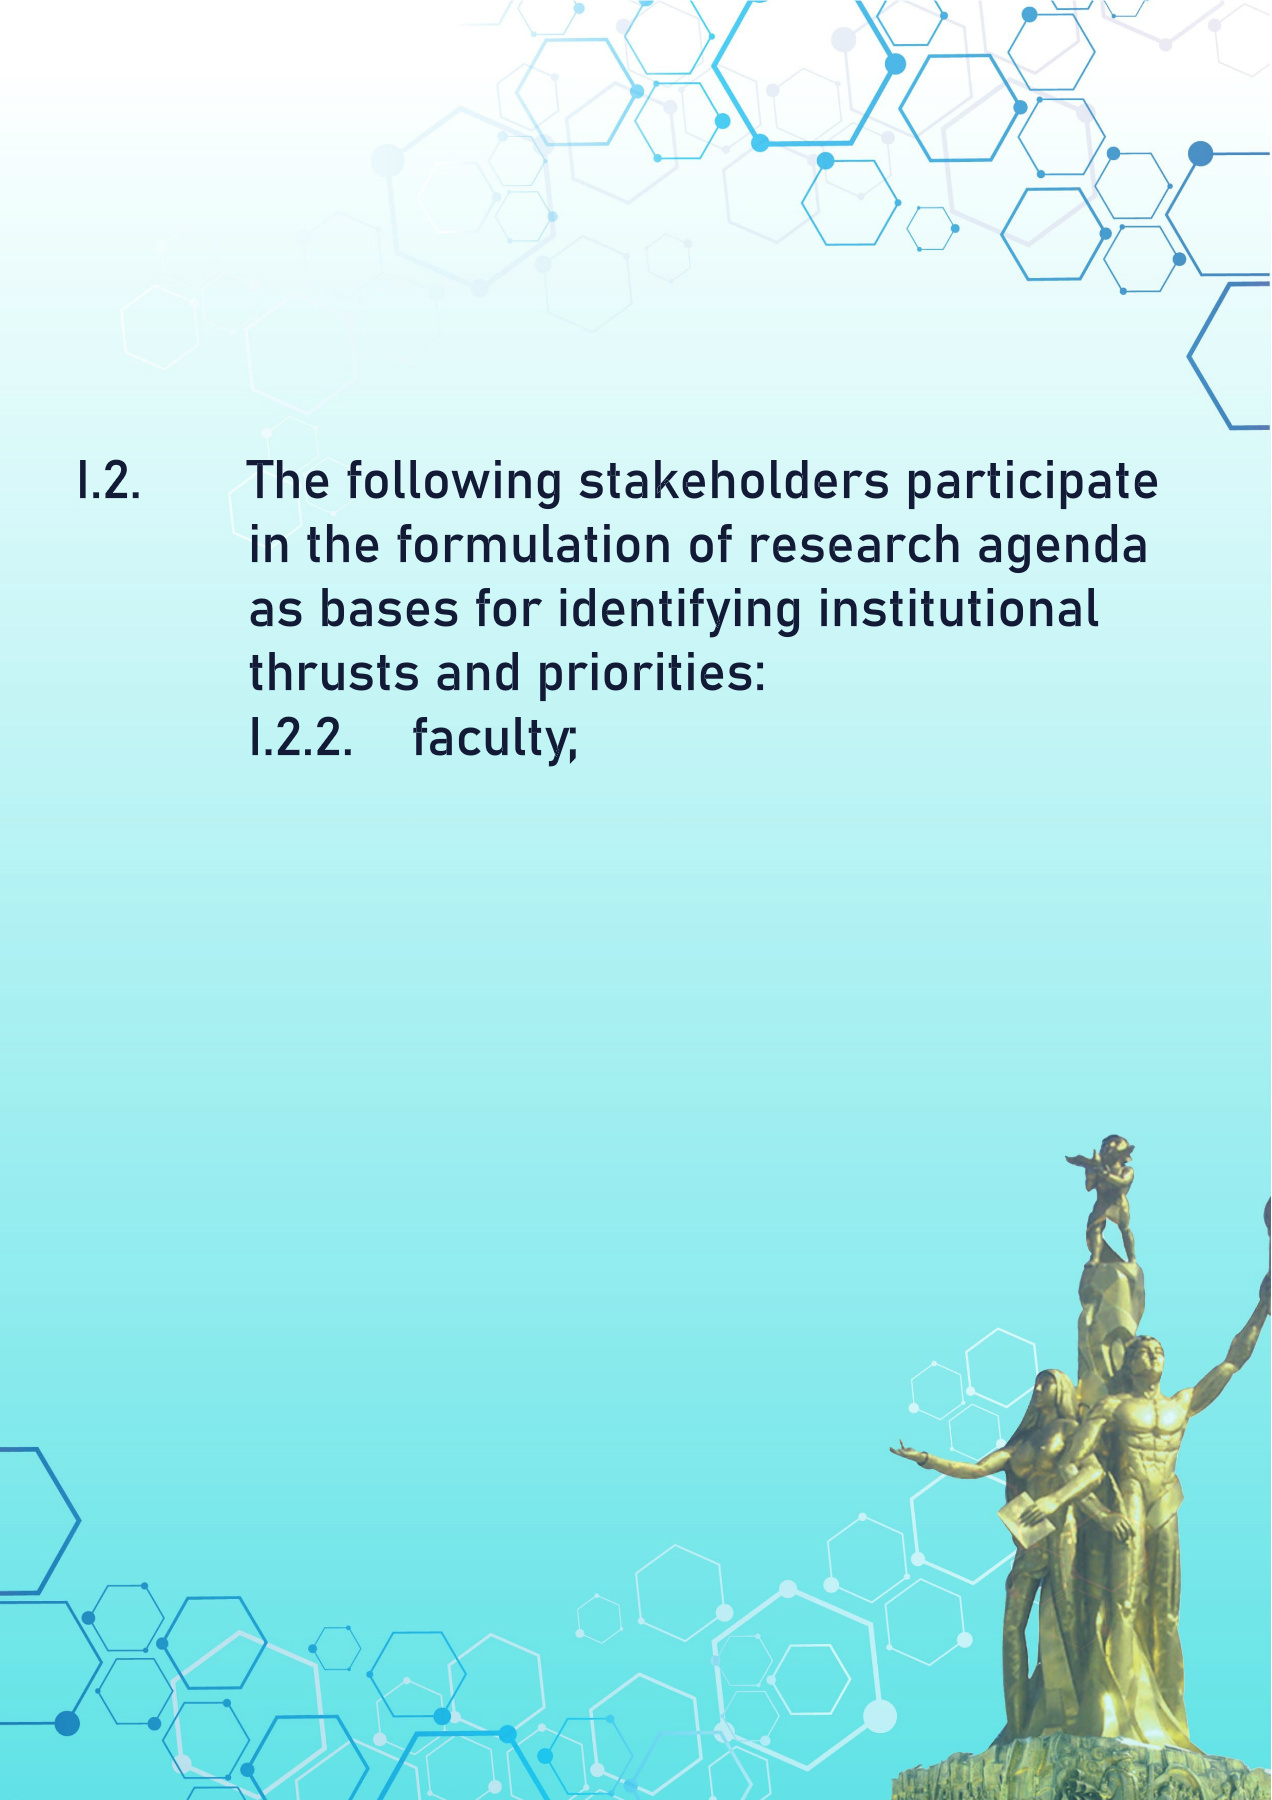 I.2. The following stakeholders participate
in the formulation of research agenda
as bases for identifying institutional
thrusts and priorities:
I.2.2. faculty;